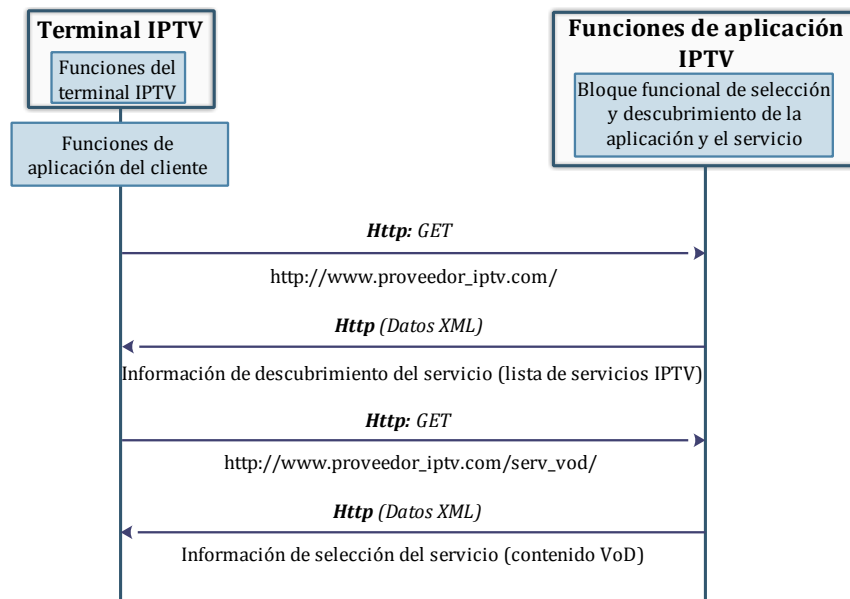 Terminal IPTV
Funciones del
terminal IPTV
Funciones de
aplicación del cliente
Funciones de aplicación
IPTV
Bloque funcional de selección
y descubrimiento de la
aplicación y el servicio
Http: GET
http://www.proveedor_iptv.com/
Http (Datos XML)
Información de descubrimiento del servicio (lista de servicios IPTV)
Http: GET
http://www.proveedor_iptv.com/serv_vod/
Http (Datos XML)
Información de selección del servicio (contenido VoD)